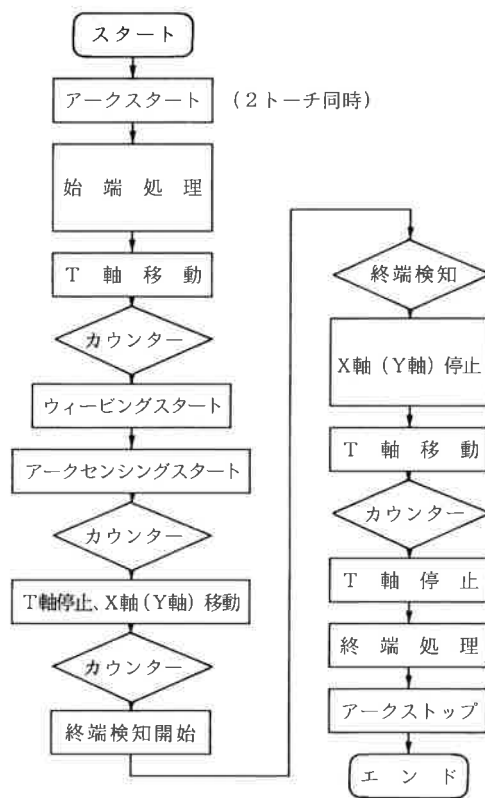 スタート
アークスタート (2トーチ同時)
始端処理
T軸移動
カウンター
ウィービングスタート
アークセンシングスタート
カウンター
T軸停止、X軸(Y軸)移動
カウンター
終端検知開始
終端検知
X軸(Y軸)停止
T軸移動
カウンター
T軸停止
終端処理
アークストップ
エンド